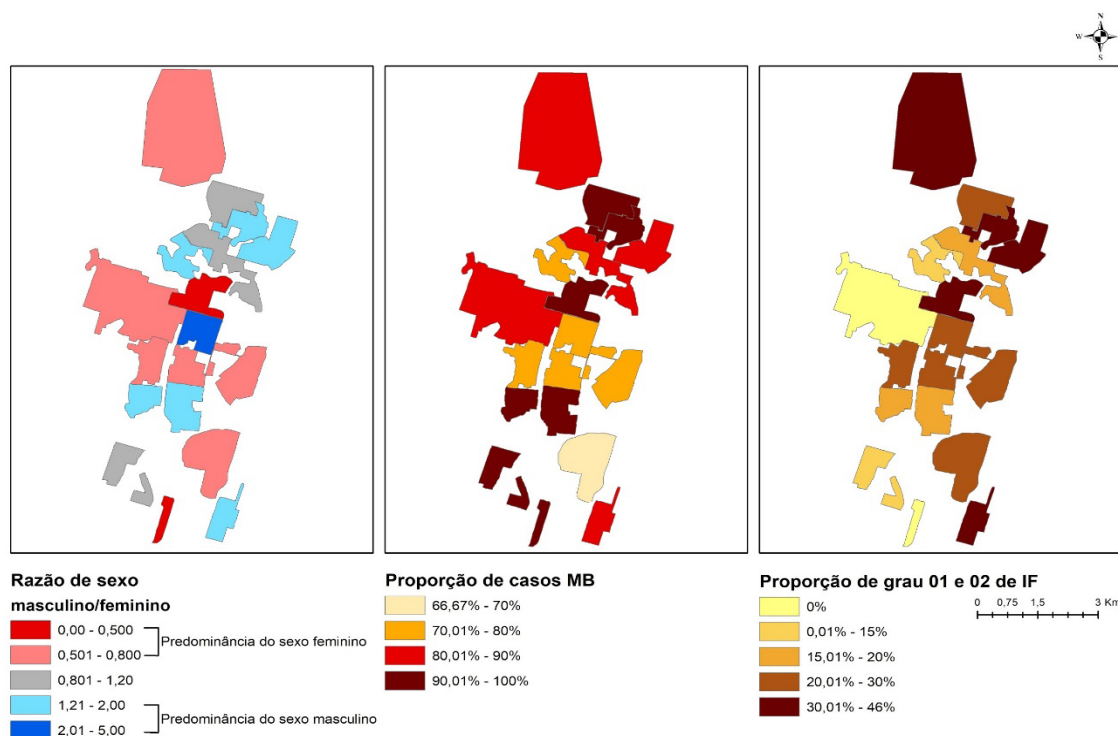 N
W
S
Razão de sexo
masculino/feminino
0,00 - 0,500
Predominância do sexo feminino
0,501 - 0,800
0,801 - 1,20
1,21 - 2,00
Predominância do sexo masculino
2,01 - 5,00
Proporção de casos MB
66,67% - 70%
70,01% - 80%
80,01% - 90%
90,01% - 100%
Proporção de grau 01 e 02 de IF
0%
0,01% - 15%
15,01% - 20%
20,01% - 30%
30,01% - 46%
0 0,75 1,5 3 Km